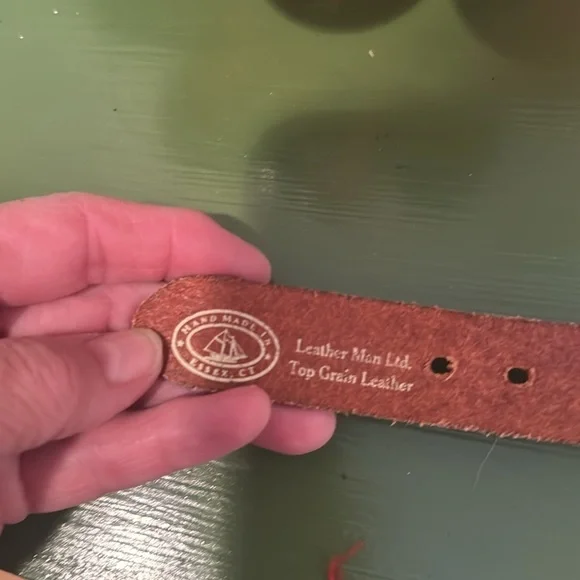 HAND MADE IN
ESSEX, CT
Leather Man Ltd.
Top Grain Leather